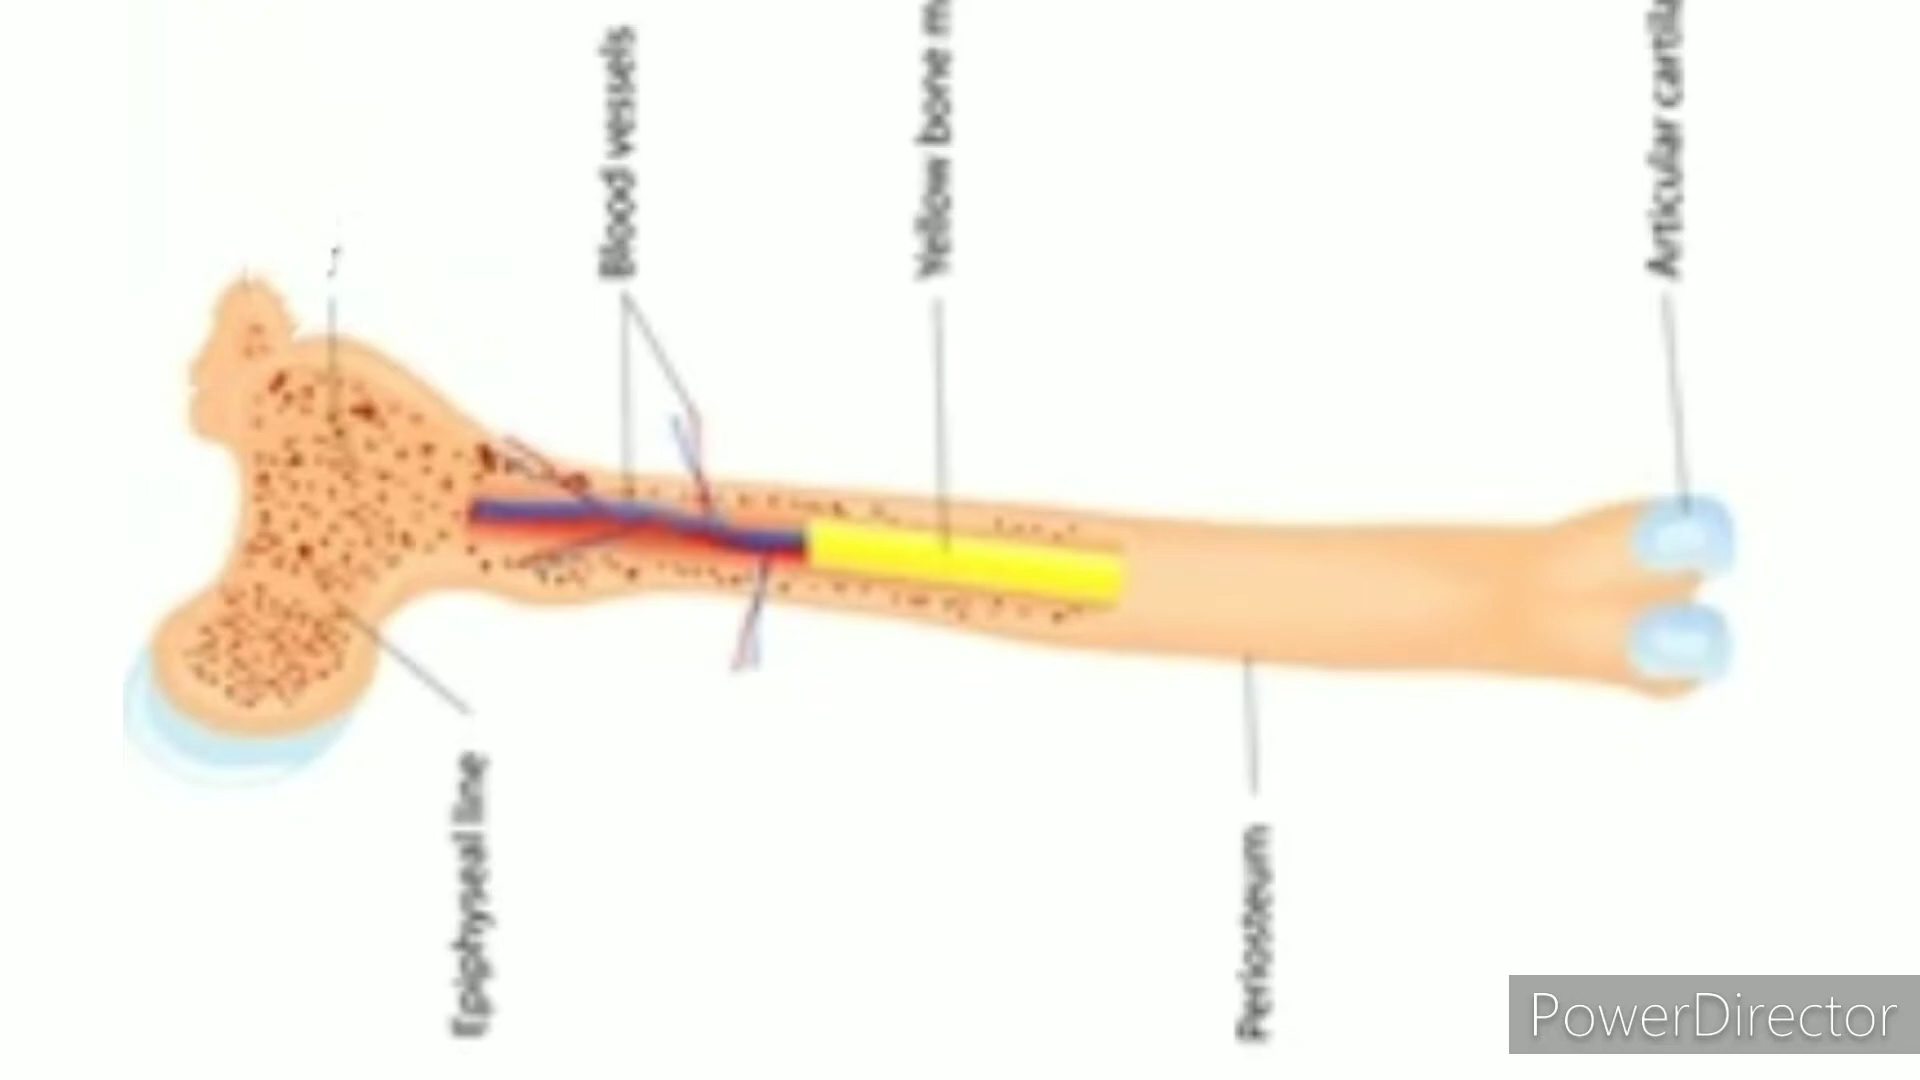 Blood vessels
Yellow bone m
Articular cartila
Epiphyseal line
Periosteum
PowerDirector